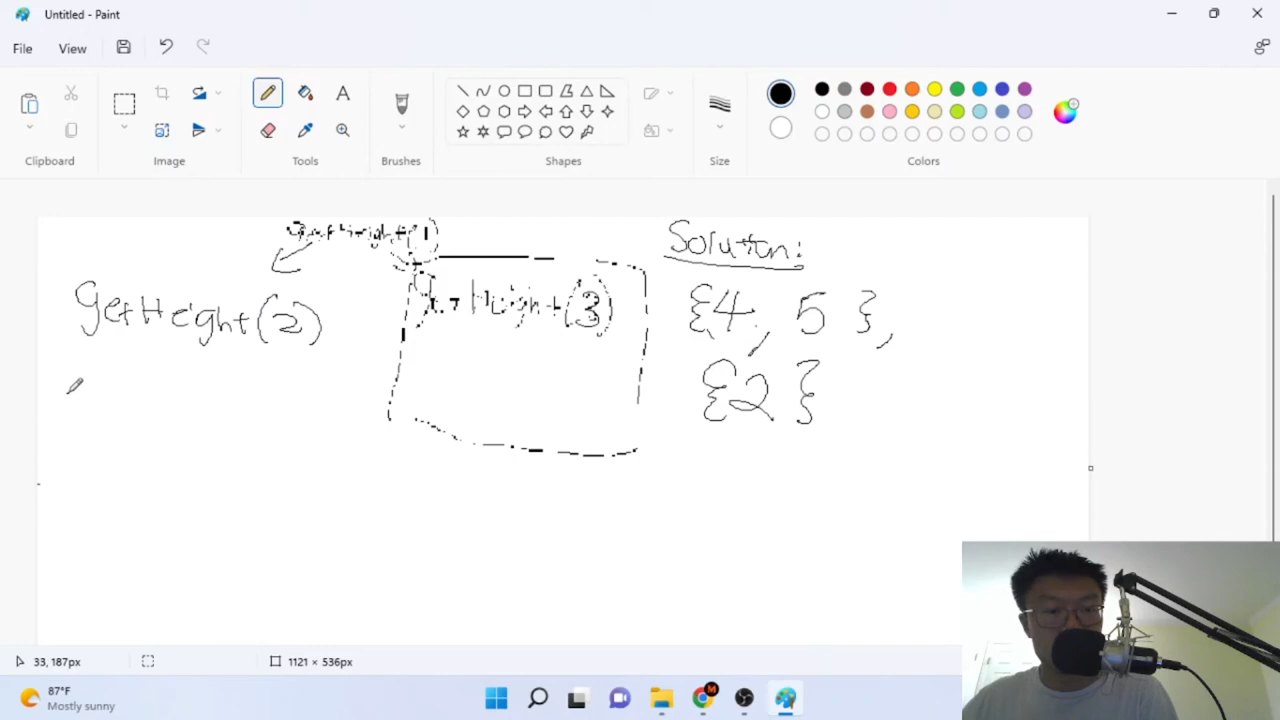 Untitled - Paint
File View
Clipboard Image Tools Brushes Shapes Size Colors
GetHeight(1)
Solution:
GetHeight(2)
GetHeight(3)
{4, 5},
{2}
33, 187px
1121 × 536px
87°F
Mostly sunny
M